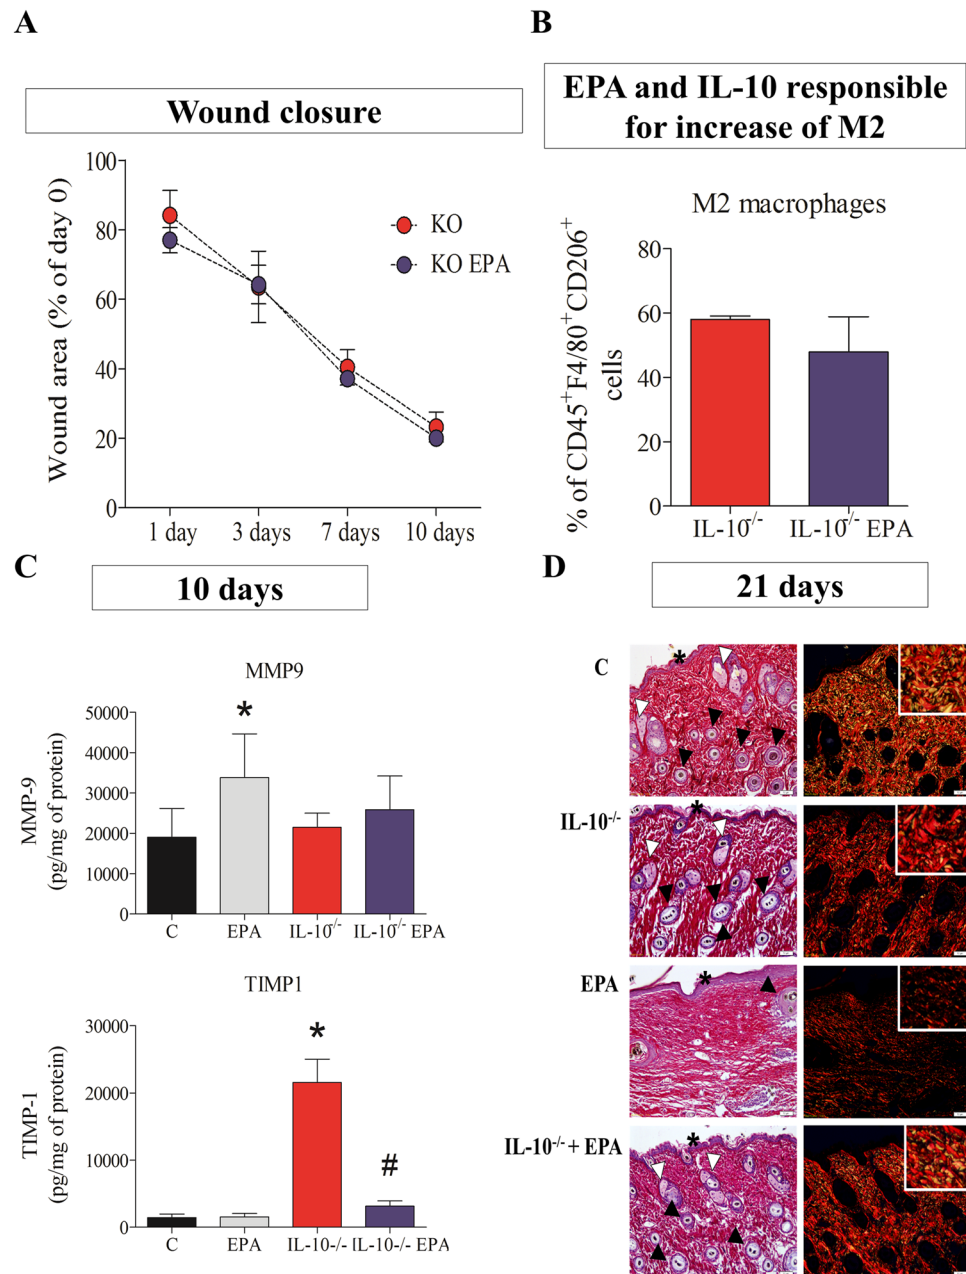 A
Wound closure
Wound area (% of day 0)
100
80
60
40
20
0
1 day
3 days
7 days
10 days
KO
KO EPA
B
EPA and IL-10 responsible
for increase of M2
M2 macrophages
% of CD45⁺F4/80⁺CD206⁺
cells
80
60
40
20
0
IL-10⁻/⁻
IL-10⁻/⁻ EPA
C
10 days
MMP9
MMP-9
(pg/mg of protein)
50000
40000
30000
20000
10000
0
*
C
EPA
IL-10⁻/⁻
IL-10⁻/⁻ EPA
TIMP1
TIMP-1
(pg/mg of protein)
30000
20000
10000
0
*
#
C
EPA
IL-10-/-
IL-10-/- EPA
D
21 days
C
*
IL-10⁻/⁻
*
EPA
*
IL-10⁻/⁻ + EPA
*